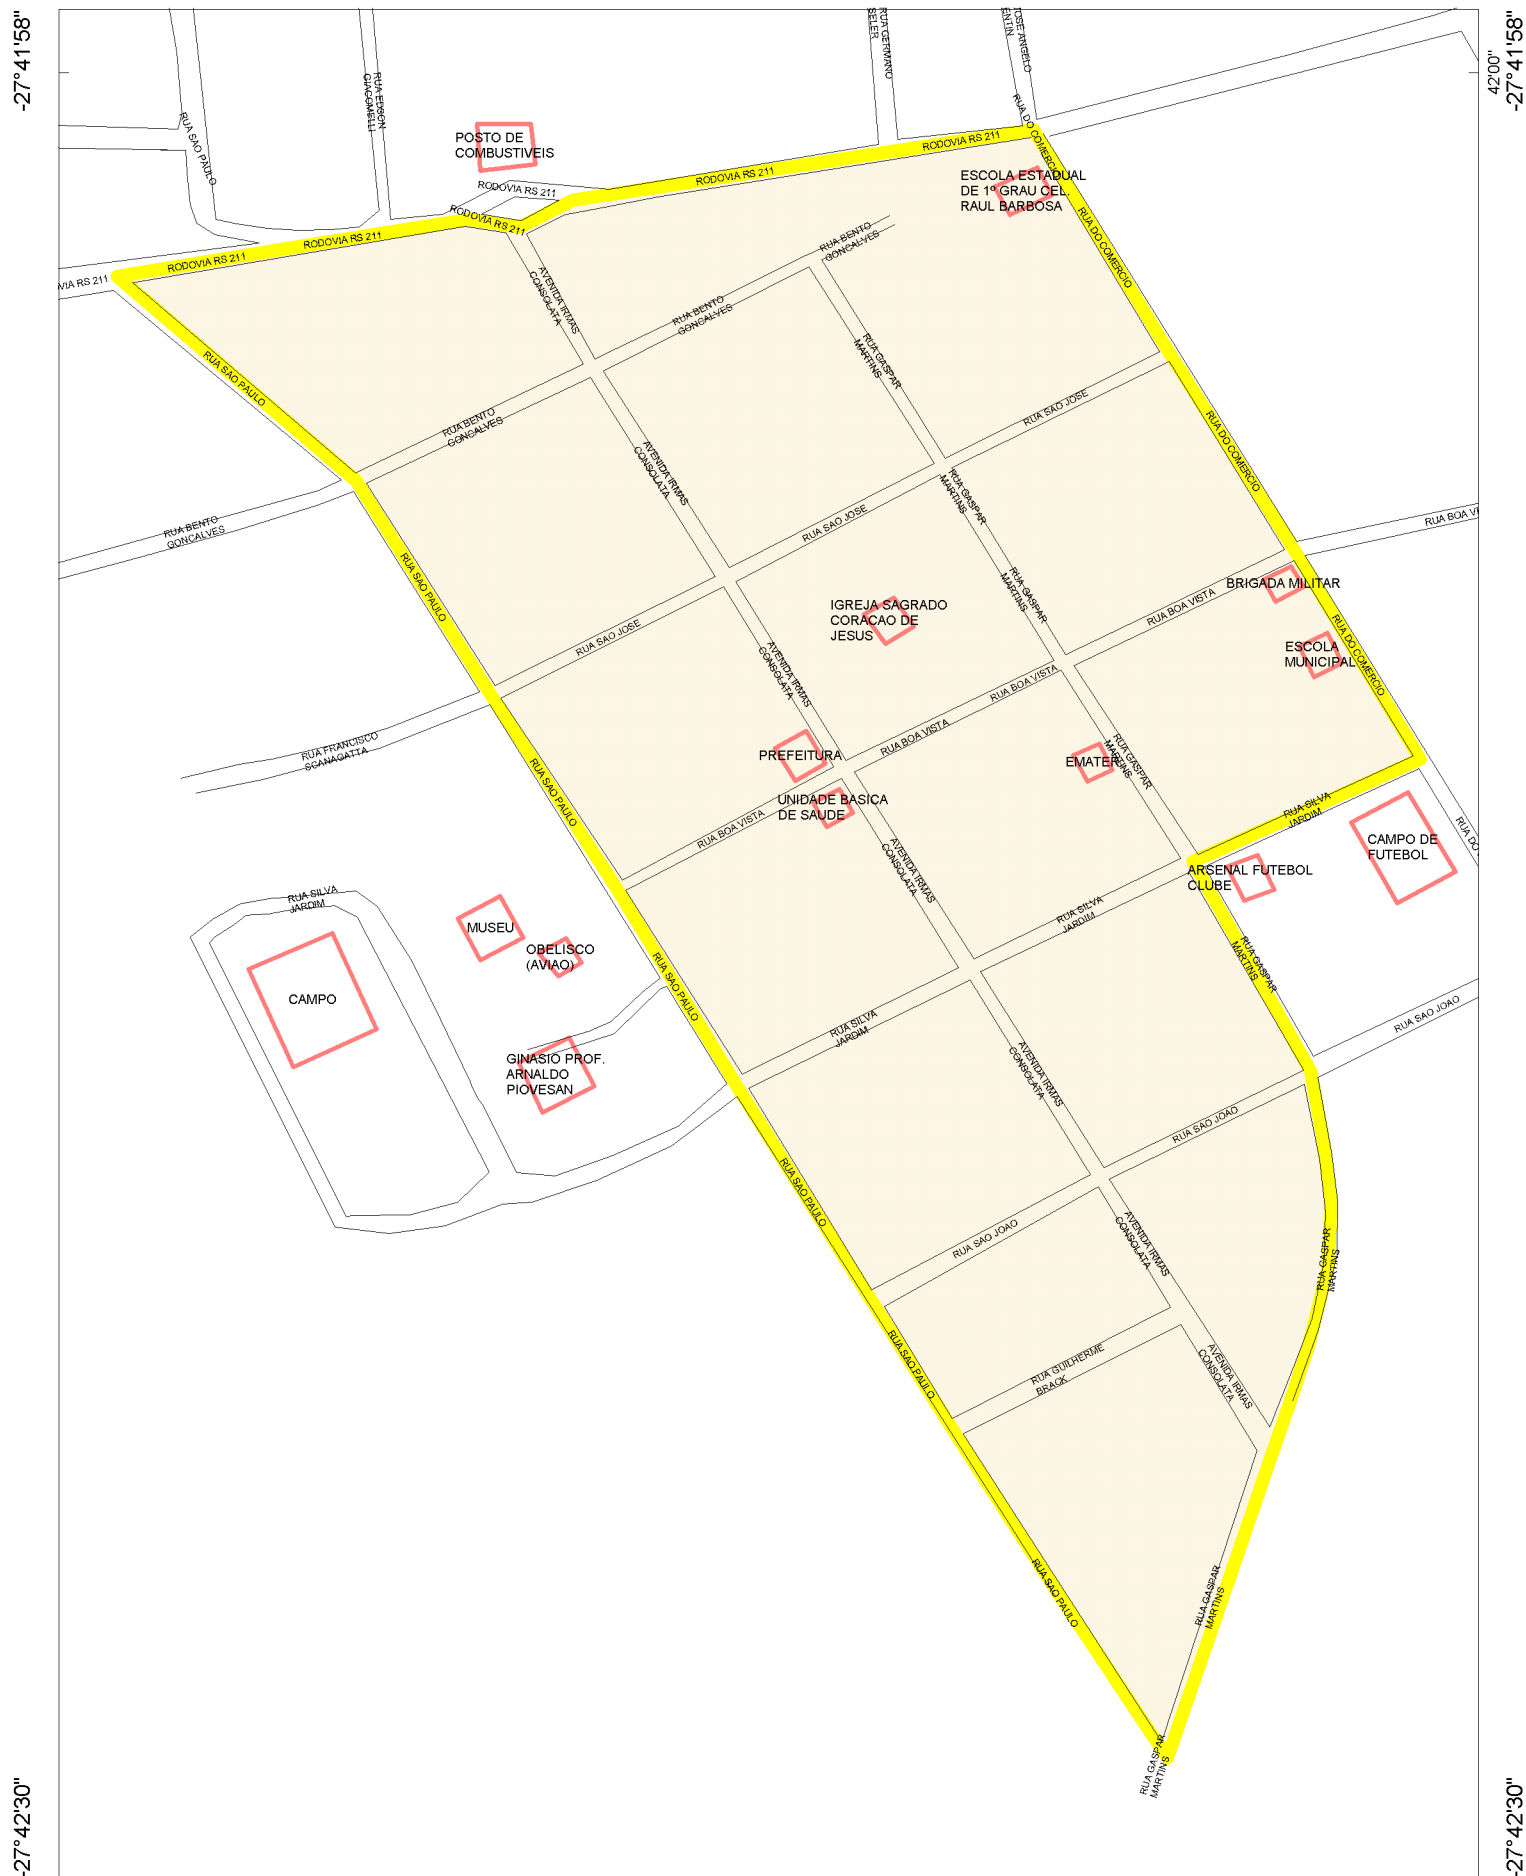 -27°41'58"
-27°41'58"
42'00"
RUA SAO PAULO
RUA EDSON
GIACOMELLI
RUA GERMANO
SELER
JOSE ANGELO
ENTIN
POSTO DE
COMBUSTIVEIS
RODOVIA RS 211
RODOVIA RS 211
RODOVIA RS 211
RODOVIA RS 211
RODOVIA RS 211
RODOVIA RS 211
VIA RS 211
RUA DO COMERCIO
ESCOLA ESTADUAL
DE 1º GRAU CEL.
RAUL BARBOSA
RUA DO COMERCIO
RUA BENTO
GONCALVES
AVENIDA IRMAS
CONSOLATA
RUA BENTO
GONCALVES
RUA SAO PAULO
RUA GASPAR
MARTINS
RUA SAO JOSE
RUA BENTO
GONCALVES
RUA DO COMERCIO
AVENIDA IRMAS
CONSOLATA
RUA GASPAR
MARTINS
RUA SAO JOSE
RUA BENTO
GONCALVES
RUA BOA VI
RUA SAO PAULO
RUA GASPAR
MARTINS
BRIGADA MILITAR
RUA BOA VISTA
IGREJA SAGRADO
CORACAO DE
JESUS
RUA SAO JOSE
ESCOLA
MUNICIPAL
RUA DO COMERCIO
AVENIDA IRMAS
CONSOLATA
RUA BOA VISTA
RUA BOA VISTA
RUA FRANCISCO
SCANAGATTA
PREFEITURA
EMATER
RUA GASPAR
MARTINS
RUA SAO PAULO
UNIDADE BASICA
DE SAUDE
RUA BOA VISTA
RUA SILVA
JARDIM
RUA DO
CAMPO DE
FUTEBOL
ARSENAL FUTEBOL
CLUBE
AVENIDA IRMAS
CONSOLATA
RUA SILVA
JARDIM
RUA SILVA
JARDIM
MUSEU
OBELISCO
(AVIAO)
RUA GASPAR
MARTINS
CAMPO
RUA SAO PAULO
RUA SAO JOAO
RUA SILVA
JARDIM
GINASIO PROF.
ARNALDO
PIOVESAN
AVENIDA IRMAS
CONSOLATA
RUA SAO JOAO
RUA SAO PAULO
RUA SAO JOAO
AVENIDA IRMAS
CONSOLATA
RUA GASPAR
MARTINS
RUA SAO PAULO
RUA GUILHERME
BRACK
AVENIDA IRMAS
CONSOLATA
RUA SAO PAULO
RUA GASPAR
MARTINS
RUA GASPAR
MARTINS
-27°42'30"
-27°42'30"